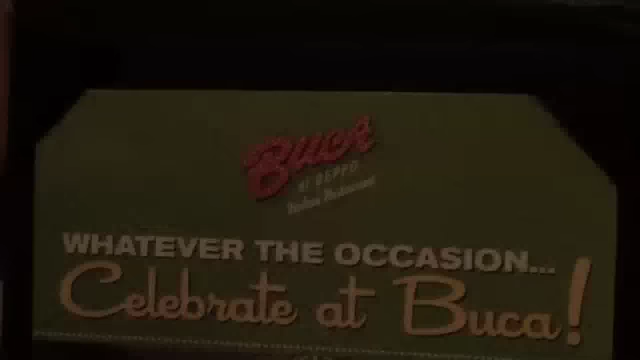 Buca
di BEPPO
Italian Restaurant
WHATEVER THE OCCASION...
Celebrate at Buca!